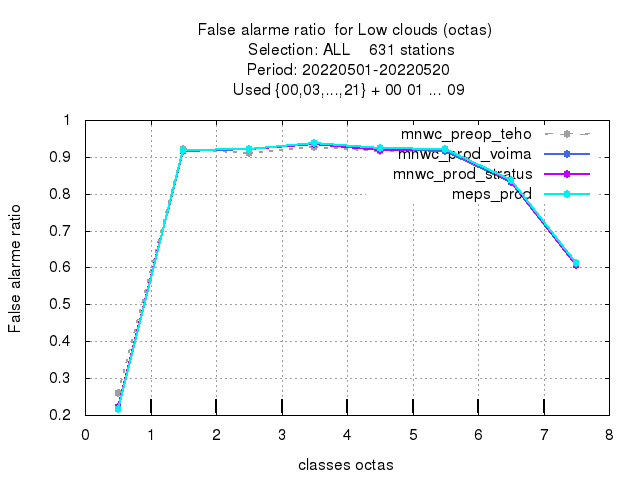 False alarme ratio  for Low clouds (octas)
Selection: ALL    631 stations
Period: 20220501-20220520
Used {00,03,...,21} + 00 01 ... 09
1
0.9
0.8
0.7
0.6
0.5
0.4
0.3
0.2
False alarme ratio
mnwc_preop_teho
mnwc_prod_voima
mnwc_prod_stratus
meps_prod
0 1 2 3 4 5 6 7 8
classes octas